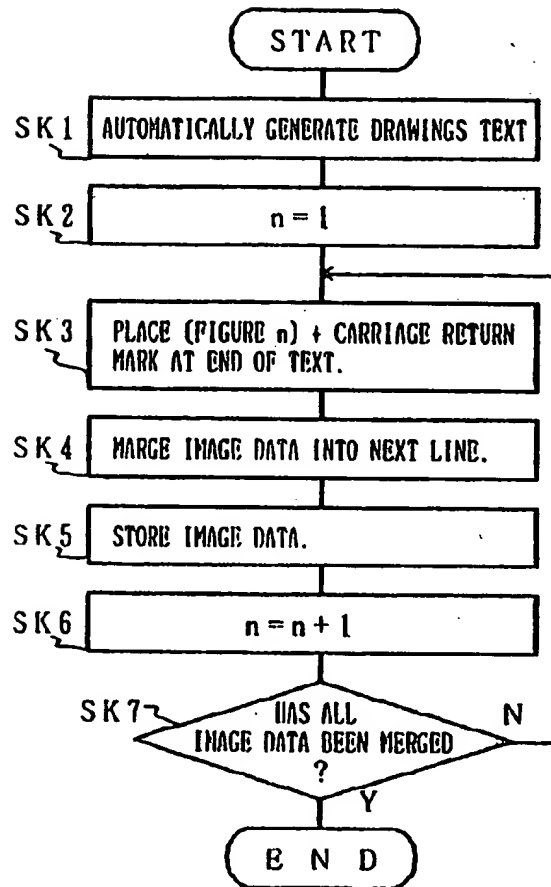 START
SK1
AUTOMATICALLY GENERATE DRAWINGS TEXT
SK2
n = 1
SK3
PLACE (FIGURE n) + CARRIAGE RETURN
MARK AT END OF TEXT.
SK4
MARGE IMAGE DATA INTO NEXT LINE.
SK5
STORE IMAGE DATA.
SK6
n = n + 1
SK7
HAS ALL
IMAGE DATA BEEN MERGED
?
N
Y
END